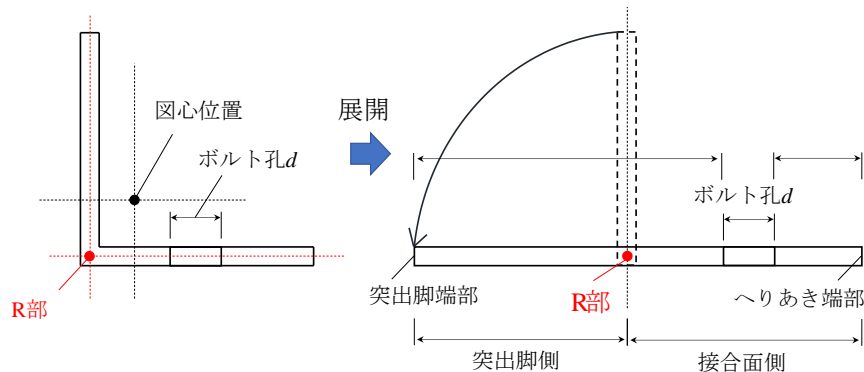 図心位置
ボルト孔d
R部
展開
ボルト孔d
突出脚端部
R部
へりあき端部
突出脚側
接合面側